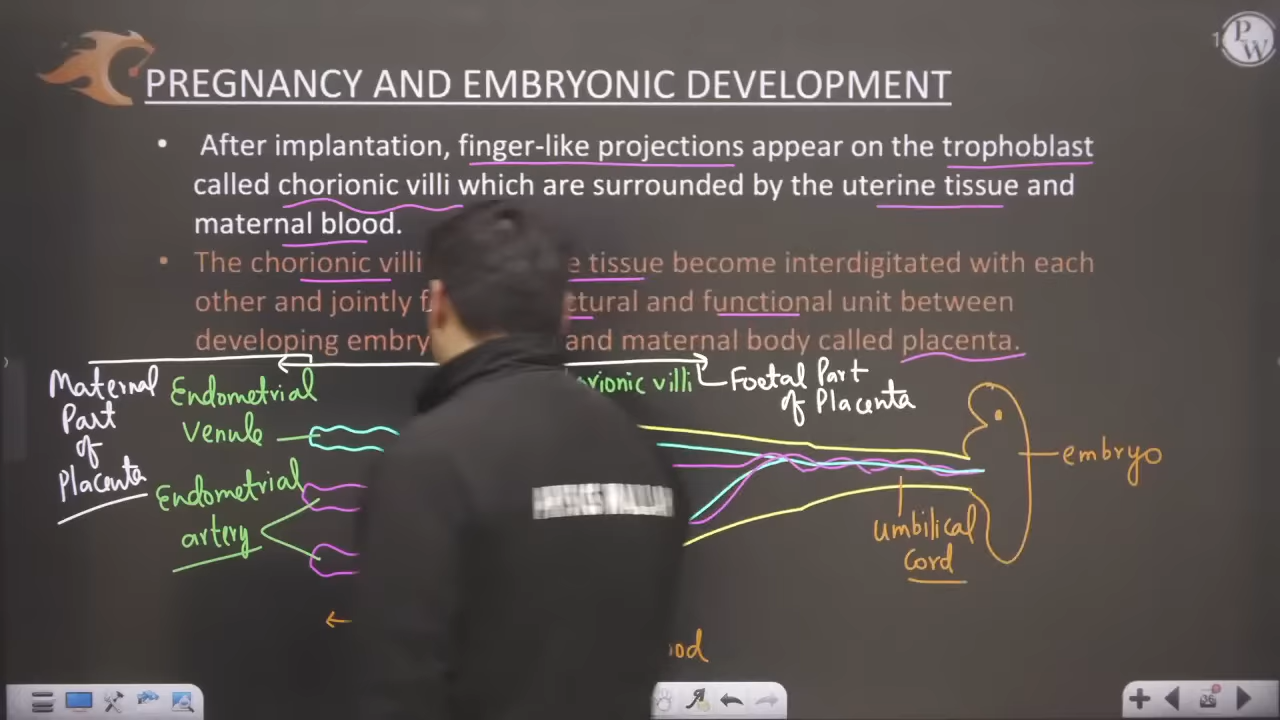 P
W
PREGNANCY AND EMBRYONIC DEVELOPMENT
• After implantation, finger-like projections appear on the trophoblast
called chorionic villi which are surrounded by the uterine tissue and
maternal blood.
• The chorionic villi tissue become interdigitated with each
other and jointly and functional unit between
developing and maternal body called placenta.
Maternal
Part
of
Placenta
Endometrial
Venule
Endometrial
artery
villi
Foetal Part
of Placenta
embryo
umbilical
cord
36